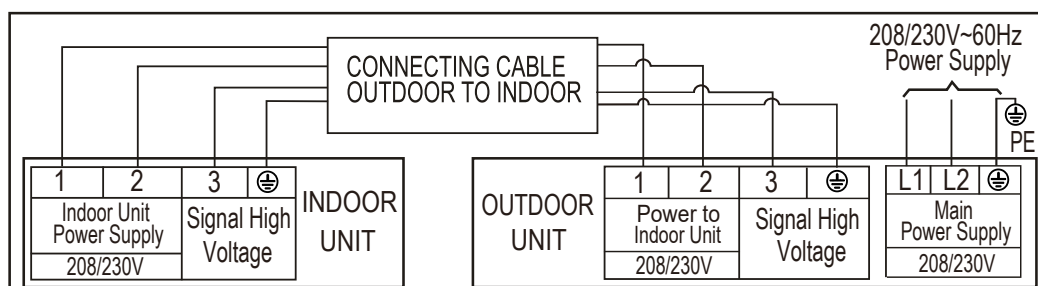 208/230V~60Hz
Power Supply
CONNECTING CABLE
OUTDOOR TO INDOOR
PE
1 2 3
Indoor Unit
Power Supply
208/230V
Signal High
Voltage
INDOOR
UNIT
OUTDOOR
UNIT
1 2 3
Power to
Indoor Unit
208/230V
Signal High
Voltage
L1 L2
Main
Power Supply
208/230V